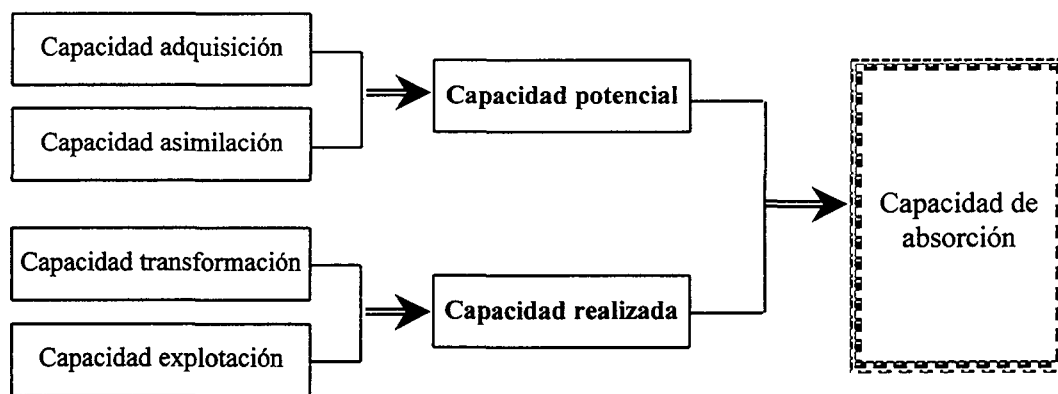 Capacidad adquisición
Capacidad asimilación
Capacidad potencial
Capacidad transformación
Capacidad explotación
Capacidad realizada
Capacidad de
absorción